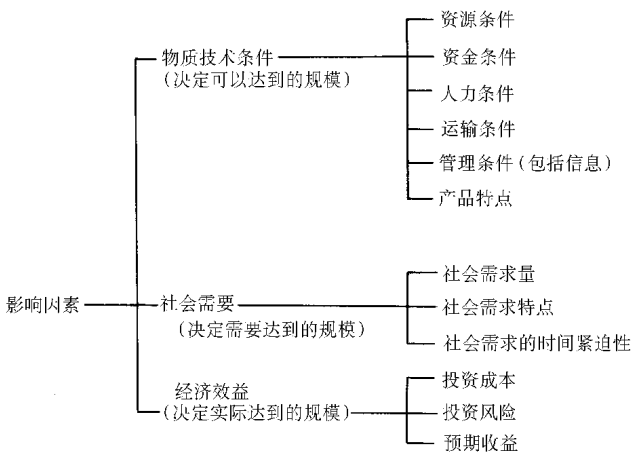 影响因素
物质技术条件
(决定可以达到的规模)
资源条件
资金条件
人力条件
运输条件
管理条件(包括信息)
产品特点
社会需要
(决定需要达到的规模)
社会需求量
社会需求特点
社会需求的时间紧迫性
经济效益
(决定实际达到的规模)
投资成本
投资风险
预期收益